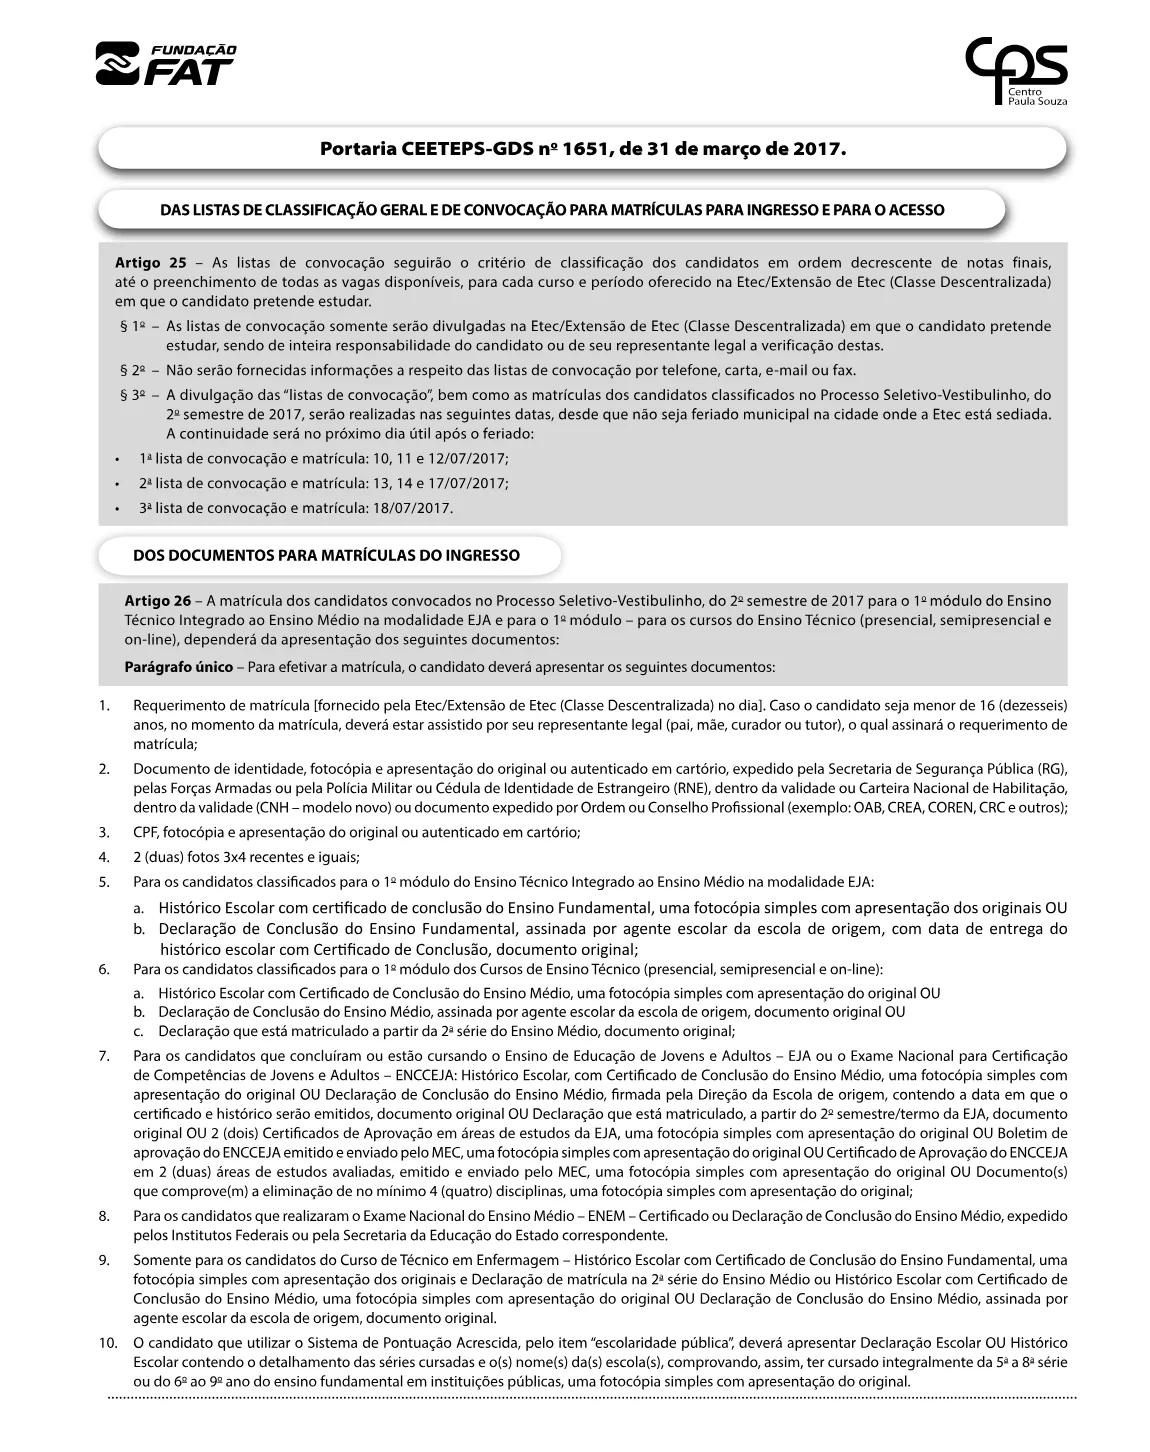 FUNDAÇÃO
FAT
CPS
Centro
Paula Souza
Portaria CEETEPS-GDS nº 1651, de 31 de março de 2017.
DAS LISTAS DE CLASSIFICAÇÃO GERAL E DE CONVOCAÇÃO PARA MATRÍCULAS PARA INGRESSO E PARA O ACESSO
Artigo 25 – As listas de convocação seguirão o critério de classificação dos candidatos em ordem decrescente de notas finais,
até o preenchimento de todas as vagas disponíveis, para cada curso e período oferecido na Etec/Extensão de Etec (Classe Descentralizada)
em que o candidato pretende estudar.
§ 1º – As listas de convocação somente serão divulgadas na Etec/Extensão de Etec (Classe Descentralizada) em que o candidato pretende
estudar, sendo de inteira responsabilidade do candidato ou de seu representante legal a verificação destas.
§ 2º – Não serão fornecidas informações a respeito das listas de convocação por telefone, carta, e-mail ou fax.
§ 3º – A divulgação das “listas de convocação”, bem como as matrículas dos candidatos classificados no Processo Seletivo-Vestibulinho, do
2º semestre de 2017, serão realizadas nas seguintes datas, desde que não seja feriado municipal na cidade onde a Etec está sediada.
A continuidade será no próximo dia útil após o feriado:
• 1ª lista de convocação e matrícula: 10, 11 e 12/07/2017;
• 2ª lista de convocação e matrícula: 13, 14 e 17/07/2017;
• 3ª lista de convocação e matrícula: 18/07/2017.
DOS DOCUMENTOS PARA MATRÍCULAS DO INGRESSO
Artigo 26 – A matrícula dos candidatos convocados no Processo Seletivo-Vestibulinho, do 2º semestre de 2017 para o 1º módulo do Ensino
Técnico Integrado ao Ensino Médio na modalidade EJA e para o 1º módulo – para os cursos do Ensino Técnico (presencial, semipresencial e
on-line), dependerá da apresentação dos seguintes documentos:
Parágrafo único – Para efetivar a matrícula, o candidato deverá apresentar os seguintes documentos:
1. Requerimento de matrícula [fornecido pela Etec/Extensão de Etec (Classe Descentralizada) no dia]. Caso o candidato seja menor de 16 (dezesseis)
anos, no momento da matrícula, deverá estar assistido por seu representante legal (pai, mãe, curador ou tutor), o qual assinará o requerimento de
matrícula;
2. Documento de identidade, fotocópia e apresentação do original ou autenticado em cartório, expedido pela Secretaria de Segurança Pública (RG),
pelas Forças Armadas ou pela Polícia Militar ou Cédula de Identidade de Estrangeiro (RNE), dentro da validade ou Carteira Nacional de Habilitação,
dentro da validade (CNH – modelo novo) ou documento expedido por Ordem ou Conselho Profissional (exemplo: OAB, CREA, COREN, CRC e outros);
3. CPF, fotocópia e apresentação do original ou autenticado em cartório;
4. 2 (duas) fotos 3x4 recentes e iguais;
5. Para os candidatos classificados para o 1º módulo do Ensino Técnico Integrado ao Ensino Médio na modalidade EJA:
a. Histórico Escolar com certificado de conclusão do Ensino Fundamental, uma fotocópia simples com apresentação dos originais OU
b. Declaração de Conclusão do Ensino Fundamental, assinada por agente escolar da escola de origem, com data de entrega do
histórico escolar com Certificado de Conclusão, documento original;
6. Para os candidatos classificados para o 1º módulo dos Cursos de Ensino Técnico (presencial, semipresencial e on-line):
a. Histórico Escolar com Certificado de Conclusão do Ensino Médio, uma fotocópia simples com apresentação do original OU
b. Declaração de Conclusão do Ensino Médio, assinada por agente escolar da escola de origem, documento original OU
c. Declaração que está matriculado a partir da 2ª série do Ensino Médio, documento original;
7. Para os candidatos que concluíram ou estão cursando o Ensino de Educação de Jovens e Adultos – EJA ou o Exame Nacional para Certificação
de Competências de Jovens e Adultos – ENCCEJA: Histórico Escolar, com Certificado de Conclusão do Ensino Médio, uma fotocópia simples com
apresentação do original OU Declaração de Conclusão do Ensino Médio, firmada pela Direção da Escola de origem, contendo a data em que o
certificado e histórico serão emitidos, documento original OU Declaração que está matriculado, a partir do 2º semestre/termo da EJA, documento
original OU 2 (dois) Certificados de Aprovação em áreas de estudos da EJA, uma fotocópia simples com apresentação do original OU Boletim de
aprovação do ENCCEJA emitido e enviado pelo MEC, uma fotocópia simples com apresentação do original OU Certificado de Aprovação do ENCCEJA
em 2 (duas) áreas de estudos avaliadas, emitido e enviado pelo MEC, uma fotocópia simples com apresentação do original OU Documento(s)
que comprove(m) a eliminação de no mínimo 4 (quatro) disciplinas, uma fotocópia simples com apresentação do original;
8. Para os candidatos que realizaram o Exame Nacional do Ensino Médio – ENEM – Certificado ou Declaração de Conclusão do Ensino Médio, expedido
pelos Institutos Federais ou pela Secretaria da Educação do Estado correspondente.
9. Somente para os candidatos do Curso de Técnico em Enfermagem – Histórico Escolar com Certificado de Conclusão do Ensino Fundamental, uma
fotocópia simples com apresentação dos originais e Declaração de matrícula na 2ª série do Ensino Médio ou Histórico Escolar com Certificado de
Conclusão do Ensino Médio, uma fotocópia simples com apresentação do original OU Declaração de Conclusão do Ensino Médio, assinada por
agente escolar da escola de origem, documento original.
10. O candidato que utilizar o Sistema de Pontuação Acrescida, pelo item “escolaridade pública”, deverá apresentar Declaração Escolar OU Histórico
Escolar contendo o detalhamento das séries cursadas e o(s) nome(s) da(s) escola(s), comprovando, assim, ter cursado integralmente da 5ª a 8ª série
ou do 6º ao 9º ano do ensino fundamental em instituições públicas, uma fotocópia simples com apresentação do original.